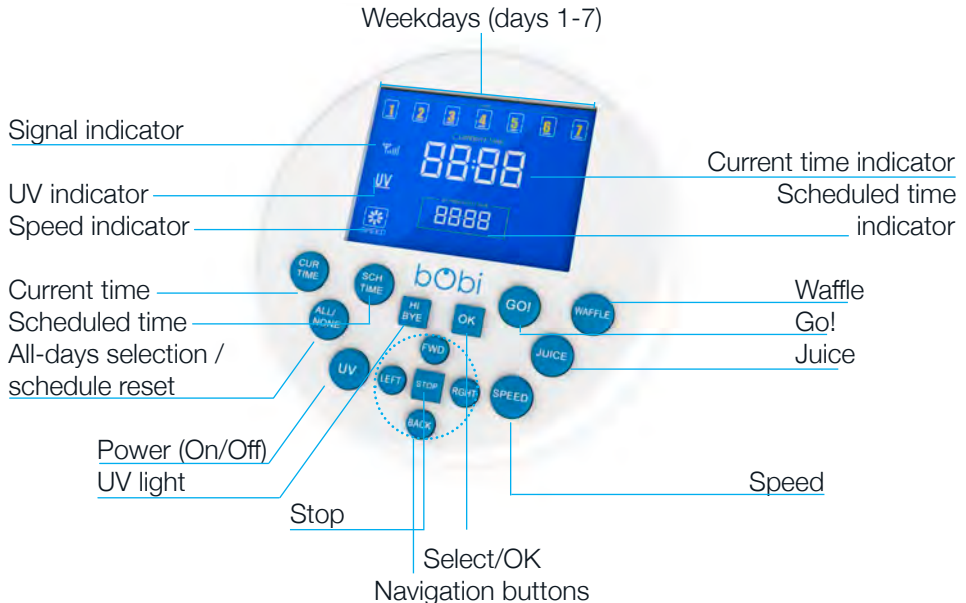 Weekdays (days 1-7)
1 2 3 4 5 6 7
Signal indicator
CURRENT TIME
88:88
Current time indicator
UV indicator
UV
Scheduled time
indicator
Speed indicator
8888
SPEED
bObi
CUR
TIME
SCH
TIME
HI
BYE
OK
GO!
WAFFLE
Current time
Scheduled time
All-days selection /
schedule reset
Waffle
Go!
Juice
ALL/
NONE
FWD
JUICE
UV
LEFT
STOP
RGHT
SPEED
BACK
Power (On/Off)
UV light
Speed
Stop
Select/OK
Navigation buttons